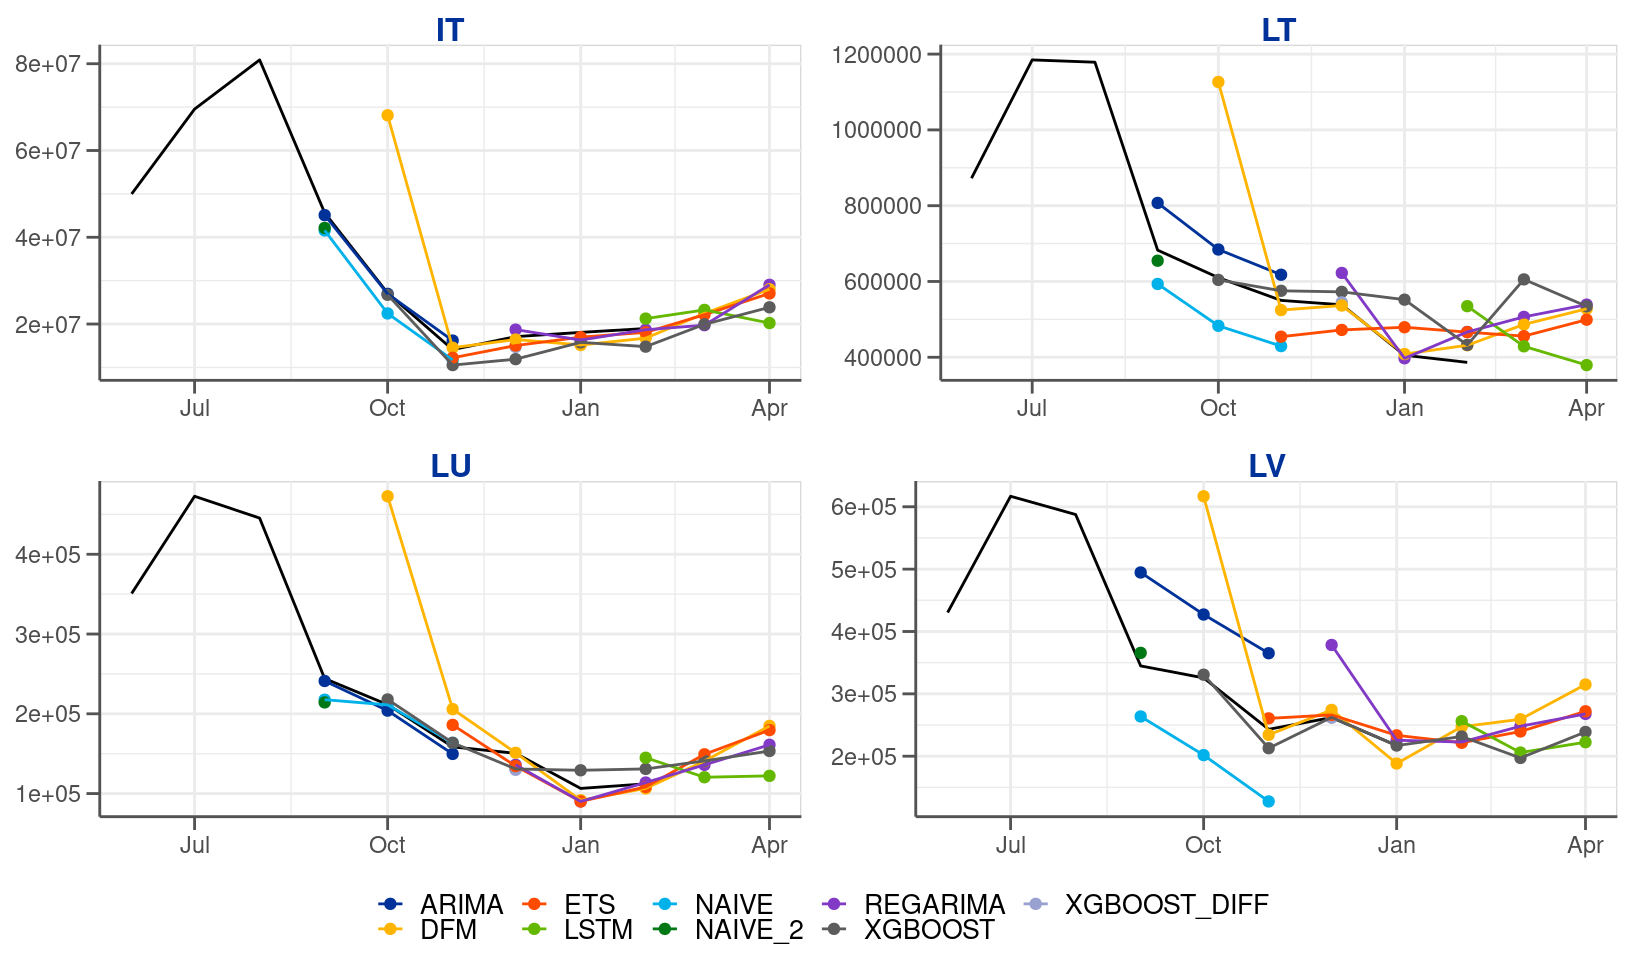 IT
8e+07
6e+07
4e+07
2e+07
Jul Oct Jan Apr
LT
1200000
1000000
800000
600000
400000
Jul Oct Jan Apr
LU
4e+05
3e+05
2e+05
1e+05
Jul Oct Jan Apr
LV
6e+05
5e+05
4e+05
3e+05
2e+05
Jul Oct Jan Apr
ARIMA ETS NAIVE REGARIMA XGBOOST_DIFF
DFM LSTM NAIVE_2 XGBOOST